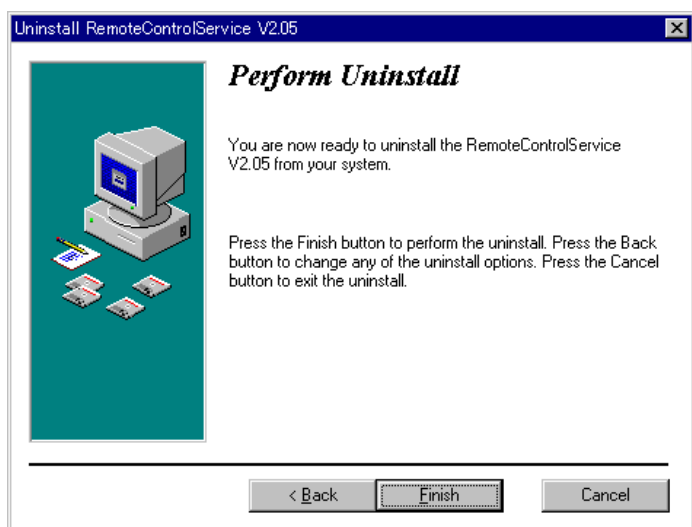 Uninstall RemoteControlService V2.05
Perform Uninstall
You are now ready to uninstall the RemoteControlService
V2.05 from your system.
Press the Finish button to perform the uninstall. Press the Back
button to change any of the uninstall options. Press the Cancel
button to exit the uninstall.
< Back
Finish
Cancel